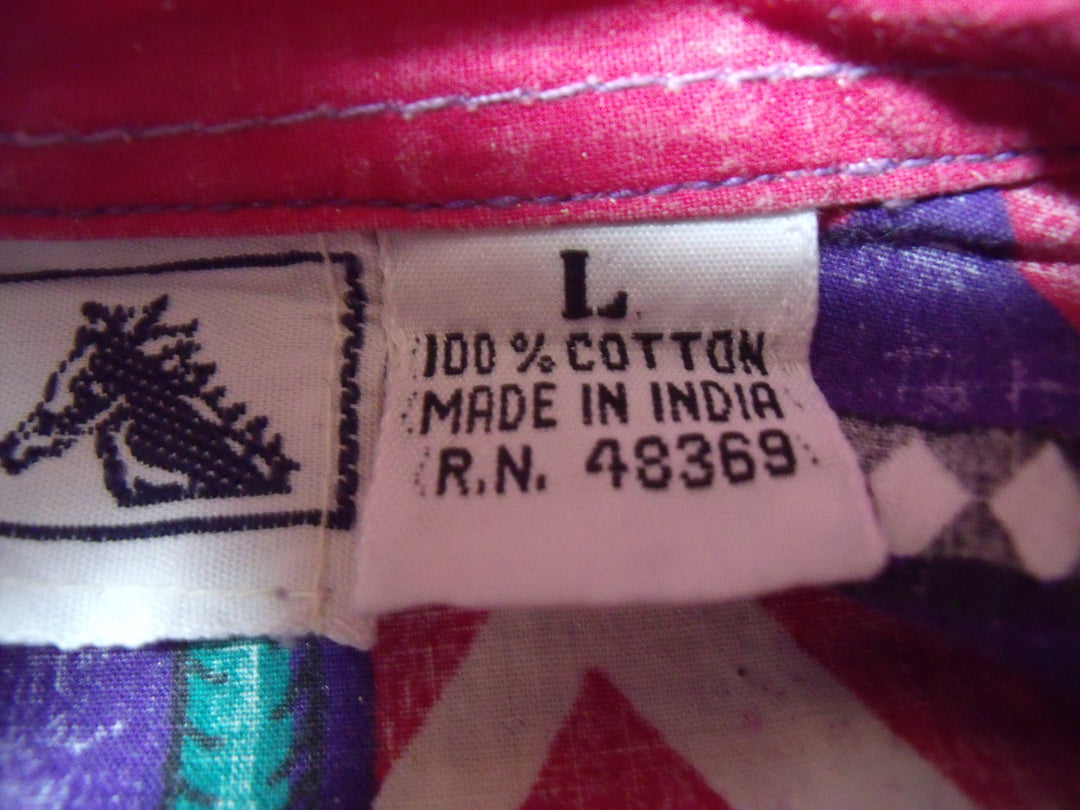 L
100 % COTTON
MADE IN INDIA
R.N. 48369